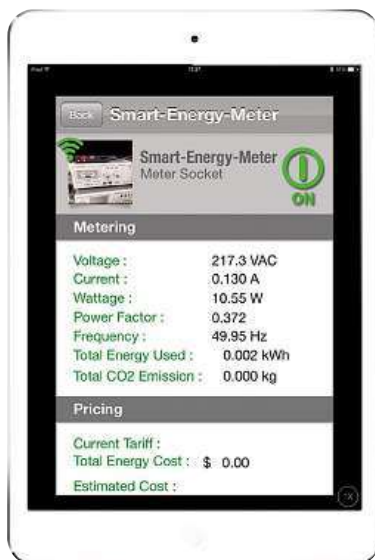 Back Smart-Energy-Meter
Smart-Energy-Meter
Meter Socket
ON
Metering
Voltage : 217.3 VAC
Current : 0.130 A
Wattage : 10.55 W
Power Factor : 0.372
Frequency : 49.95 Hz
Total Energy Used : 0.002 kWh
Total CO2 Emission : 0.000 kg
Pricing
Current Tariff :
Total Energy Cost : $ 0.00
Estimated Cost :